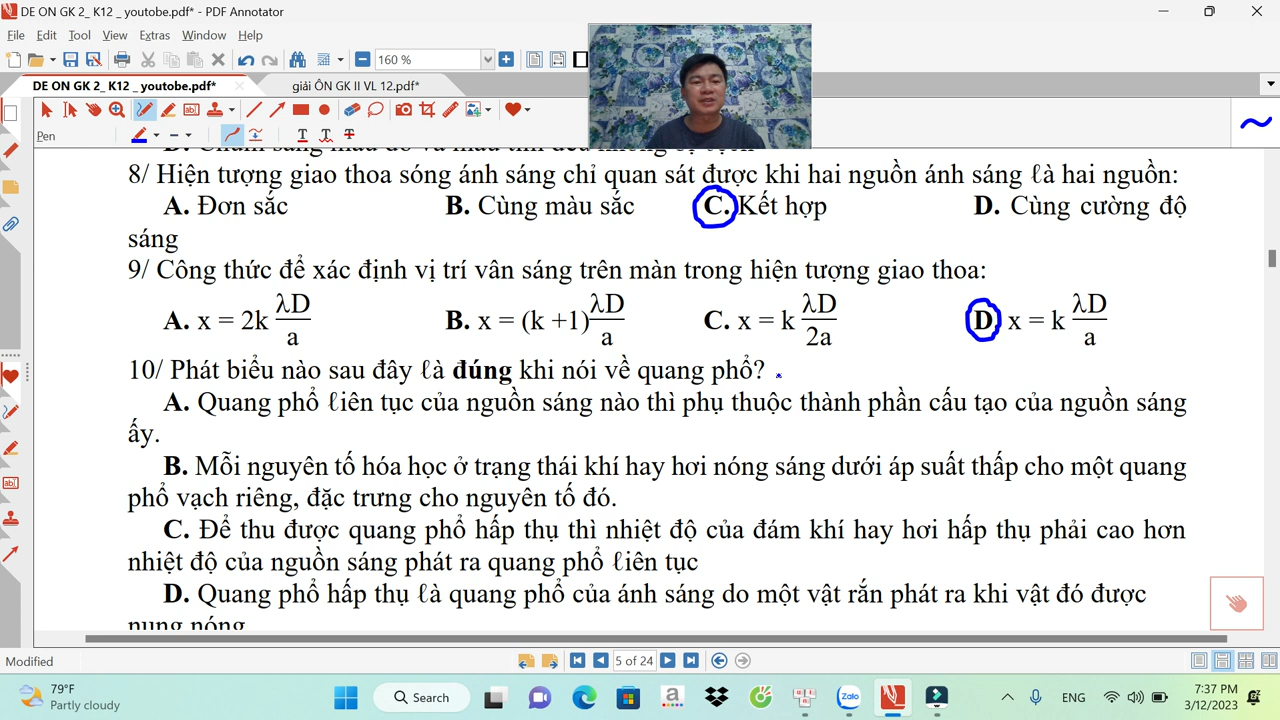 DE ON GK 2_ K12 _ youtobe.pdf* - PDF Annotator
File Edit Tool View Extras Window Help
160 %
DE ON GK 2_ K12 _ youtobe.pdf* giải ÔN GK II VL 12.pdf*
Pen
8/ Hiện tượng giao thoa sóng ánh sáng chỉ quan sát được khi hai nguồn ánh sáng ℓà hai nguồn:
A. Đơn sắc B. Cùng màu sắc C. Kết hợp D. Cùng cường độ
sáng
9/ Công thức để xác định vị trí vân sáng trên màn trong hiện tượng giao thoa:
A. x = 2k λD/a B. x = (k +1) λD/a C. x = k λD/2a D x = k λD/a
10/ Phát biểu nào sau đây ℓà đúng khi nói về quang phổ?
A. Quang phổ ℓiên tục của nguồn sáng nào thì phụ thuộc thành phần cấu tạo của nguồn sáng
ấy.
B. Mỗi nguyên tố hóa học ở trạng thái khí hay hơi nóng sáng dưới áp suất thấp cho một quang
phổ vạch riêng, đặc trưng cho nguyên tố đó.
C. Để thu được quang phổ hấp thụ thì nhiệt độ của đám khí hay hơi hấp thụ phải cao hơn
nhiệt độ của nguồn sáng phát ra quang phổ ℓiên tục
D. Quang phổ hấp thụ ℓà quang phổ của ánh sáng do một vật rắn phát ra khi vật đó được
nung nóng
Modified 5 of 24
79°F
Partly cloudy
Search
Zalo
ENG
7:37 PM
3/12/2023